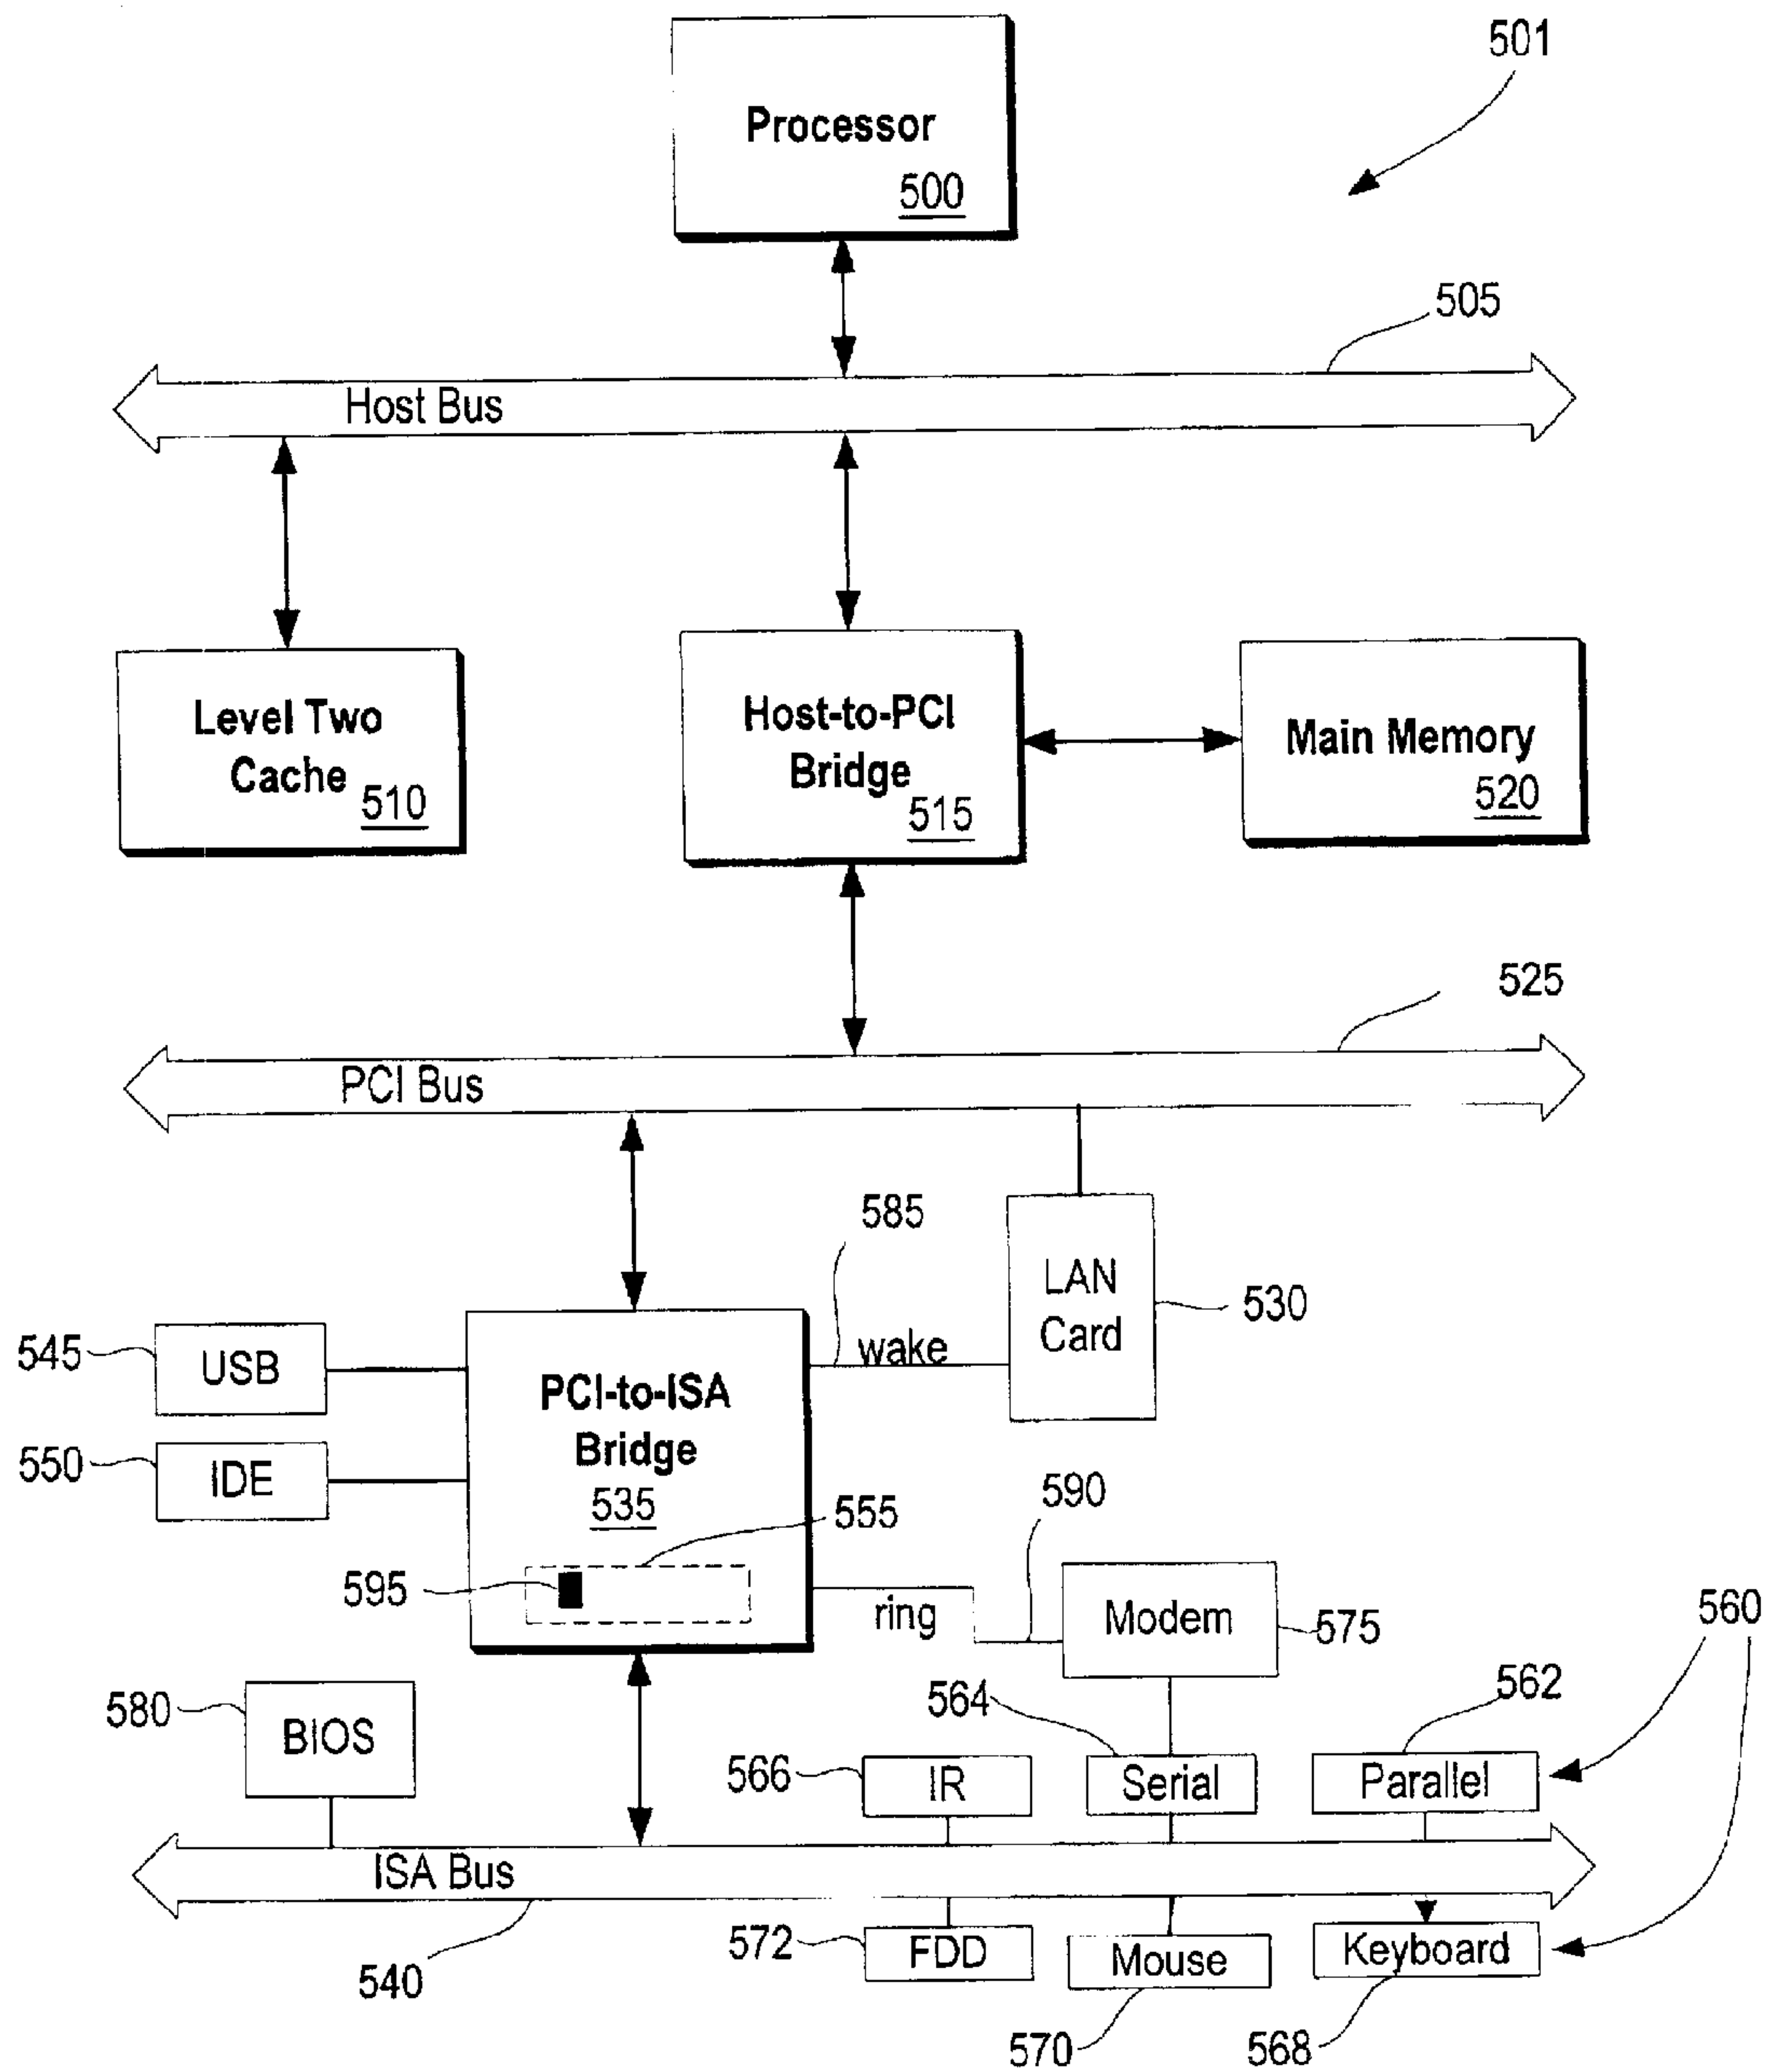 501
Processor
500
505
Host Bus
Level Two
Cache
510
Host-to-PCI
Bridge
515
Main Memory
520
525
PCI Bus
585
LAN
Card
530
wake
545
USB
PCI-to-ISA
Bridge
535
550
IDE
555
590
595
ring
Modem
575
560
580
BIOS
564
562
566
IR
Serial
Parallel
ISA Bus
540
572
FDD
Mouse
Keyboard
570
568